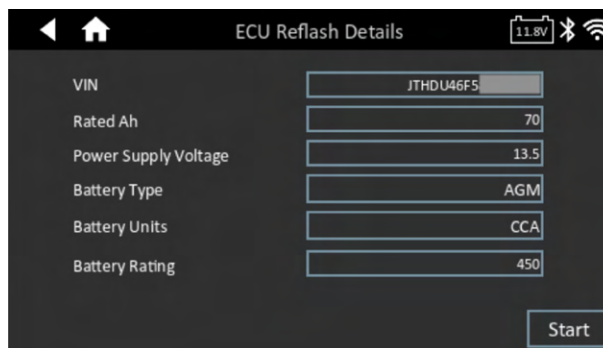 ECU Reflash Details
11.8V
VIN JTHDU46F5
Rated Ah 70
Power Supply Voltage 13.5
Battery Type AGM
Battery Units CCA
Battery Rating 450
Start